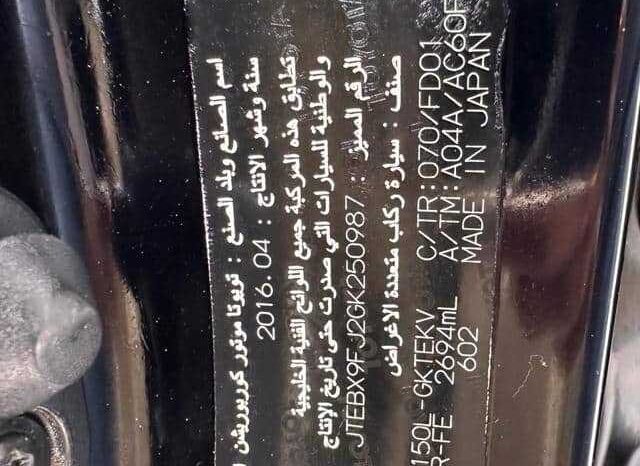 اسم الصانع وبلد الصنع : تويوتا موتور كوربوريشن
سنة وشهر الانتاج : 2016.04
تطابق هذه المركبة جميع اللوائح الفنية الخليجية
والوطنية للسيارات التي صدرت حتى تاريخ الإنتاج
الرقم المميز : JTEBX9FJ2GK250987
صنف : سيارة ركاب متعددة الاغراض
150L-GKTEKV C/TR:070/FD01
R-FE 2694mL A/TM:A04A/AC60F
602 MADE IN JAPAN